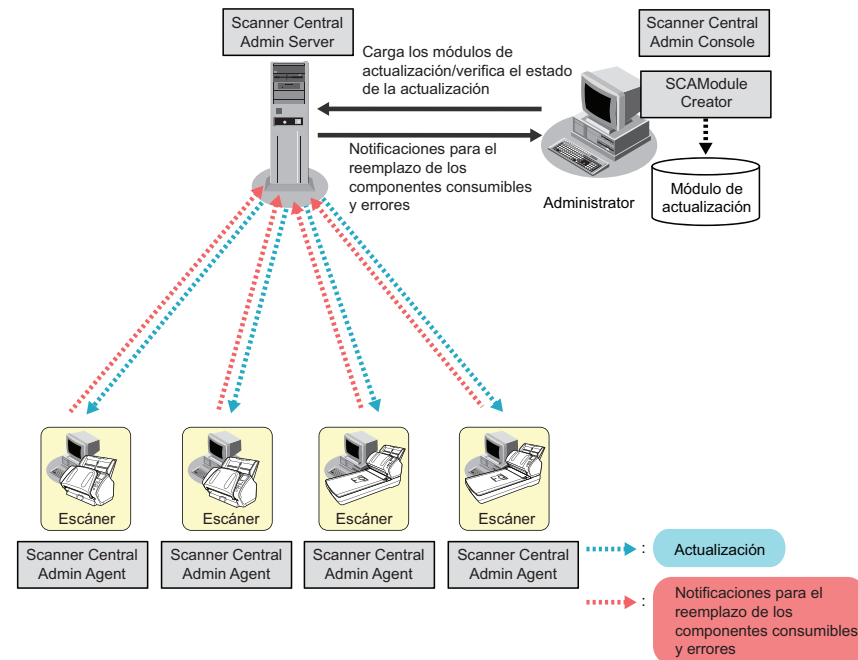 Scanner Central
Admin Server
Scanner Central
Admin Console
Carga los módulos de
actualización/verifica el estado
de la actualización
SCAModule
Creator
Notificaciones para el
reemplazo de los
componentes consumibles
y errores
Administrator
Módulo de
actualización
Escáner
Escáner
Escáner
Escáner
Scanner Central
Admin Agent
Scanner Central
Admin Agent
Scanner Central
Admin Agent
Scanner Central
Admin Agent
: Actualización
: Notificaciones para el
reemplazo de los
componentes consumibles
y errores